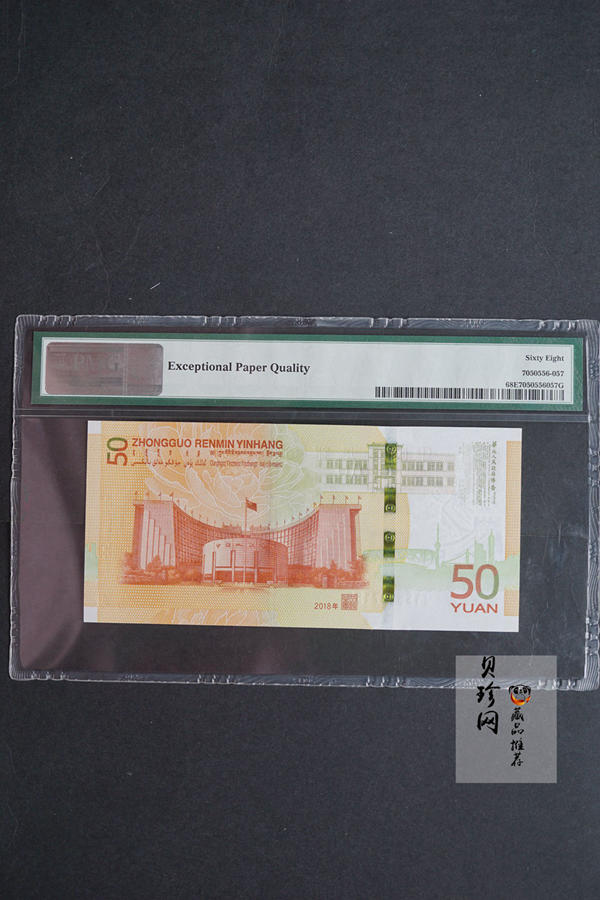 Exceptional Paper Quality
Sixty Eight
7050556-057
68E7050556057G
50
ZHONGGUO RENMIN YINHANG
2018年
50
YUAN
贝珍网
藏品推荐